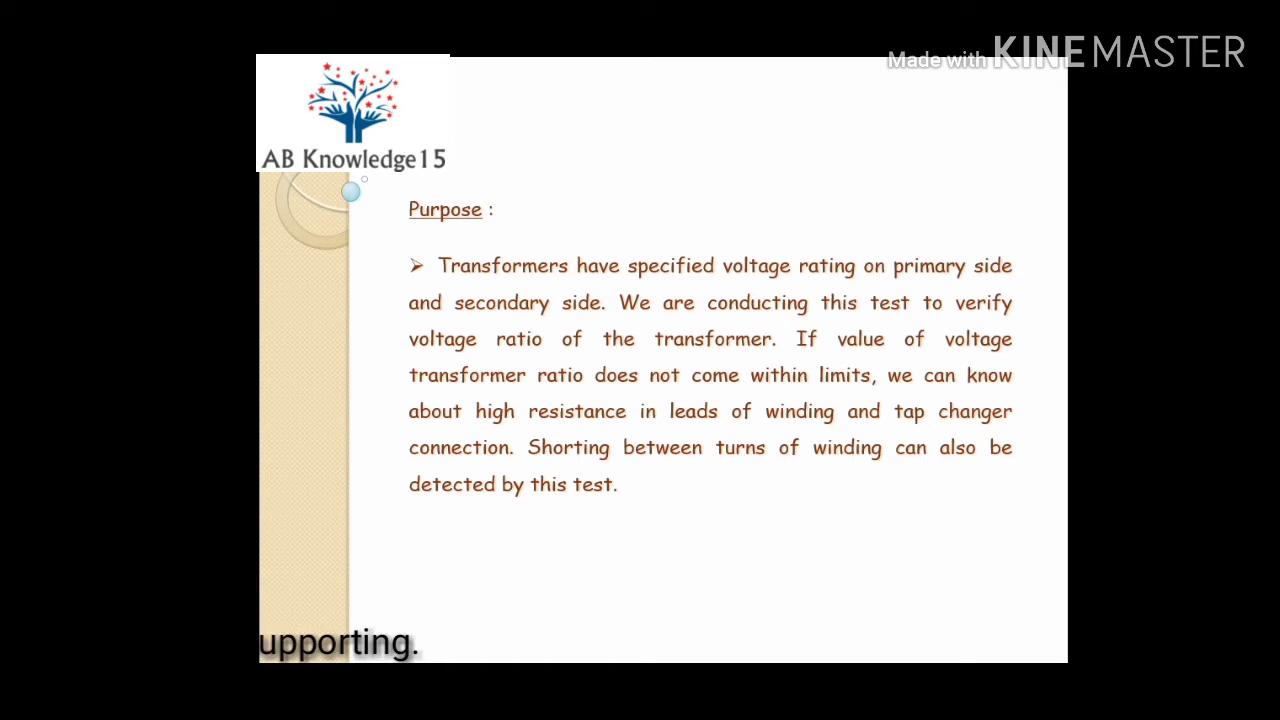 Made with KINEMASTER
AB Knowledge15
Purpose :
➢ Transformers have specified voltage rating on primary side
and secondary side. We are conducting this test to verify
voltage ratio of the transformer. If value of voltage
transformer ratio does not come within limits, we can know
about high resistance in leads of winding and tap changer
connection. Shorting between turns of winding can also be
detected by this test.
upporting.